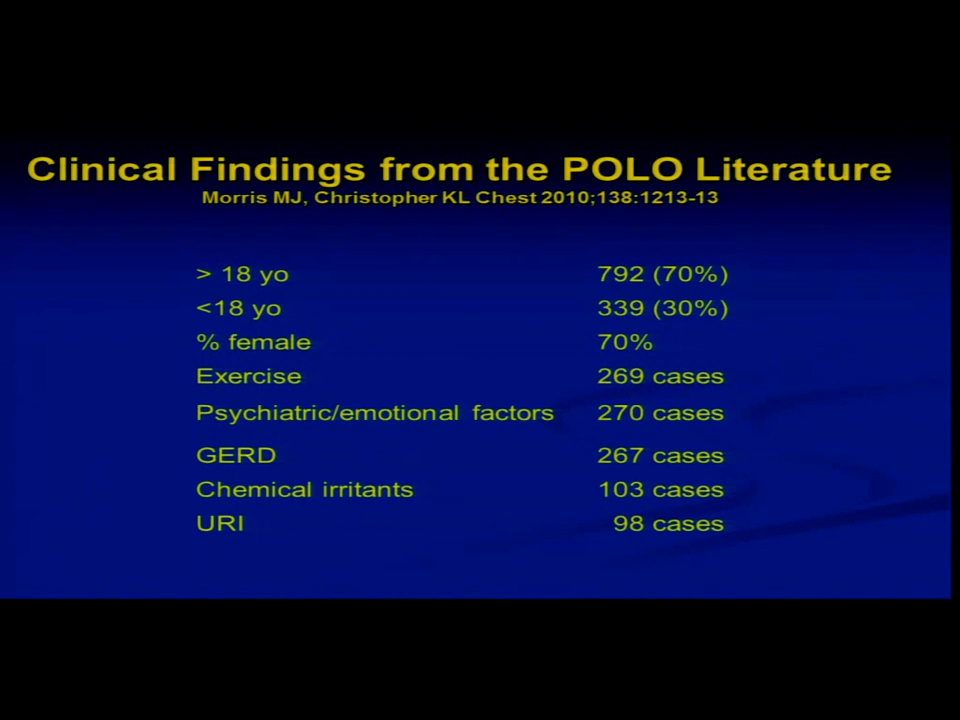 Clinical Findings from the POLO Literature
Morris MJ, Christopher KL Chest 2010;138:1213-13
> 18 yo 792 (70%)
<18 yo 339 (30%)
% female 70%
Exercise 269 cases
Psychiatric/emotional factors 270 cases
GERD 267 cases
Chemical irritants 103 cases
URI 98 cases